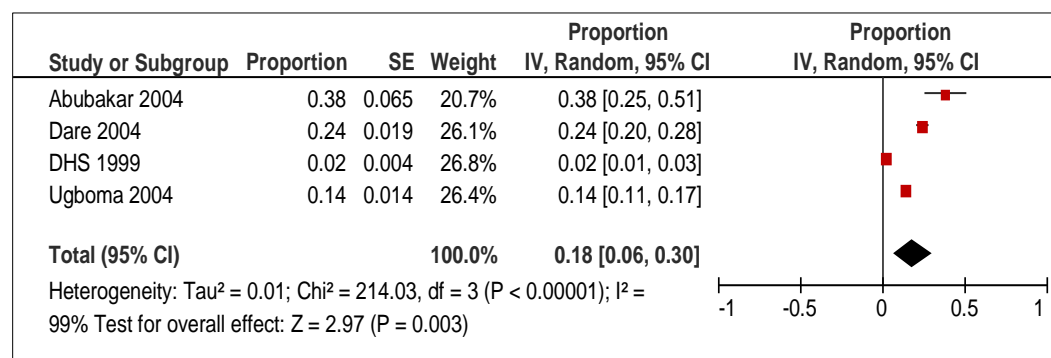 Proportion Proportion
Study or Subgroup Proportion SE Weight IV, Random, 95% CI IV, Random, 95% CI
Abubakar 2004 0.38 0.065 20.7% 0.38 [0.25, 0.51]
Dare 2004 0.24 0.019 26.1% 0.24 [0.20, 0.28]
DHS 1999 0.02 0.004 26.8% 0.02 [0.01, 0.03]
Ugboma 2004 0.14 0.014 26.4% 0.14 [0.11, 0.17]
Total (95% CI) 100.0% 0.18 [0.06, 0.30]
Heterogeneity: Tau² = 0.01; Chi² = 214.03, df = 3 (P < 0.00001); I² =
99% Test for overall effect: Z = 2.97 (P = 0.003)
-1 -0.5 0 0.5 1